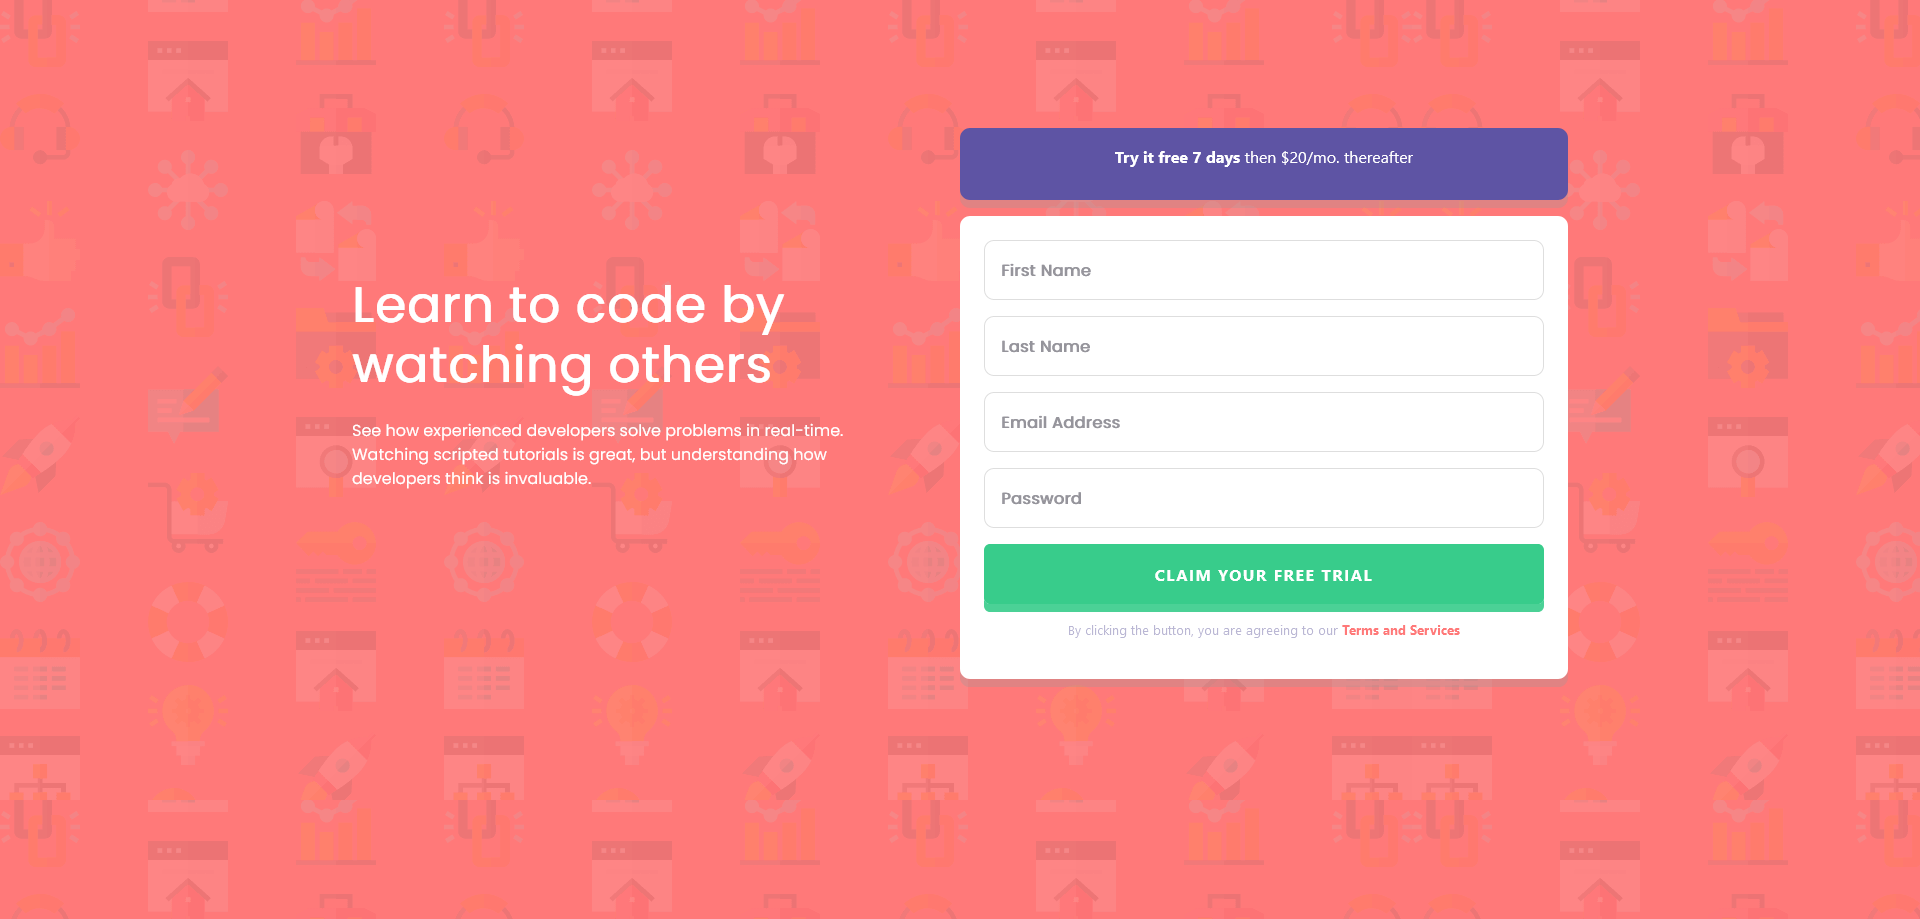 Learn to code by
watching others
See how experienced developers solve problems in real-time.
Watching scripted tutorials is great, but understanding how
developers think is invaluable.
Try it free 7 days then $20/mo. thereafter
First Name
Last Name
Email Address
Password
CLAIM YOUR FREE TRIAL
By clicking the button, you are agreeing to our Terms and Services